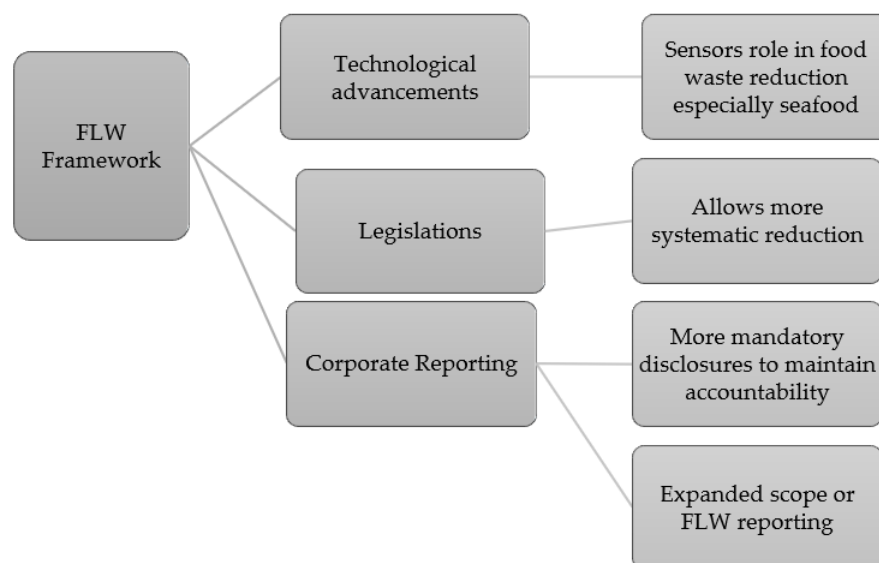 FLW
Framework
Technological
advancements
Sensors role in food
waste reduction
especially seafood
Legislations
Allows more
systematic reduction
Corporate Reporting
More mandatory
disclosures to maintain
accountability
Expanded scope or
FLW reporting